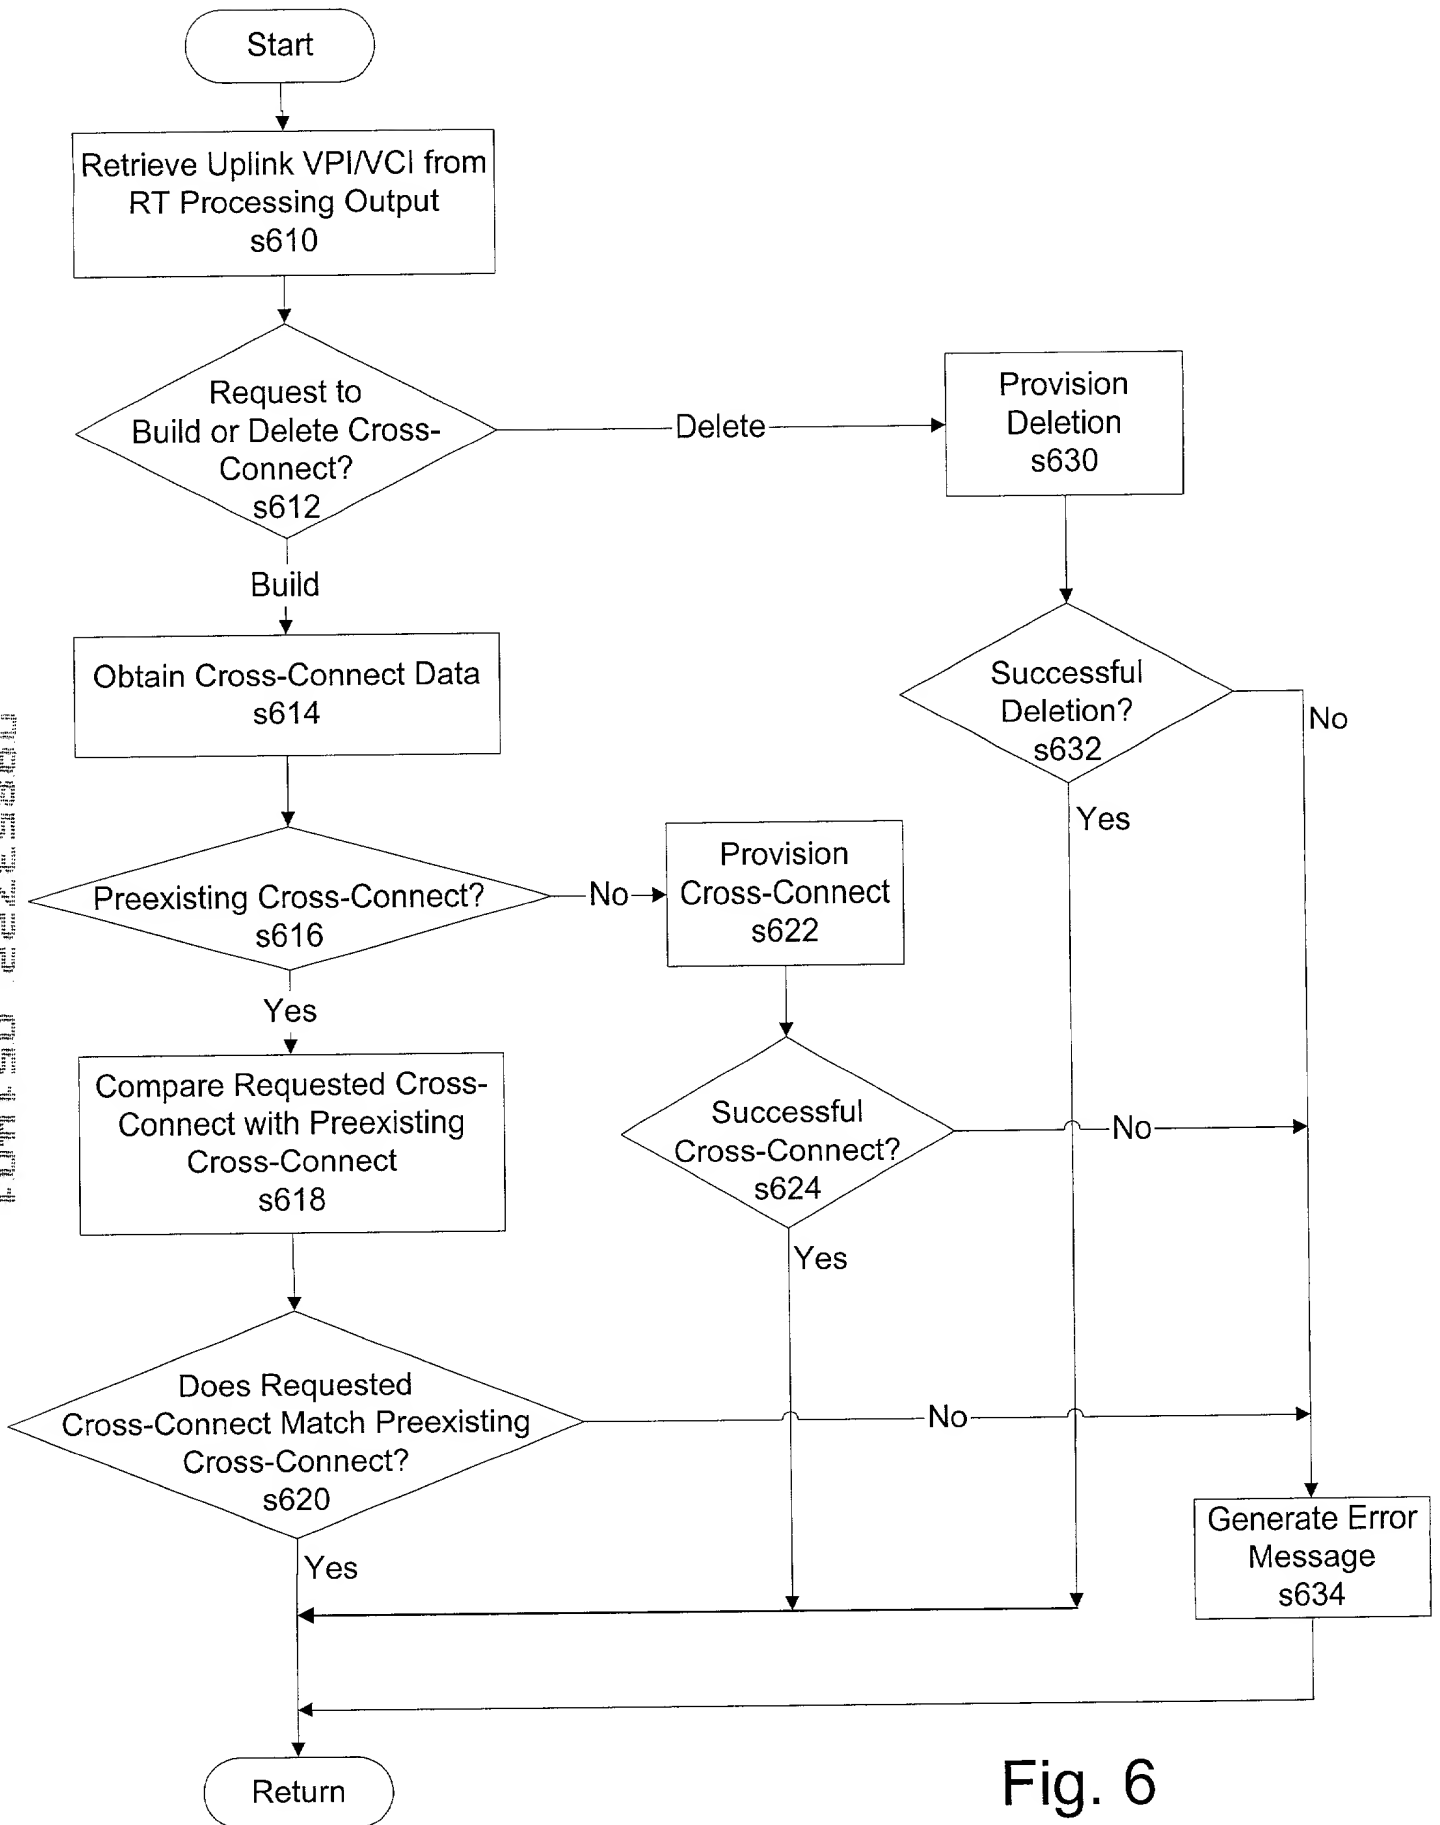 Start
Retrieve Uplink VPI/VCI from
RT Processing Output
s610
Request to
Build or Delete Cross-
Connect?
s612
Delete
Provision
Deletion
s630
Build
Obtain Cross-Connect Data
s614
Successful
Deletion?
s632
No
Yes
Preexisting Cross-Connect?
s616
No
Provision
Cross-Connect
s622
Yes
Compare Requested Cross-
Connect with Preexisting
Cross-Connect
s618
Successful
Cross-Connect?
s624
No
Yes
Does Requested
Cross-Connect Match Preexisting
Cross-Connect?
s620
No
Yes
Generate Error
Message
s634
Return
Fig. 6